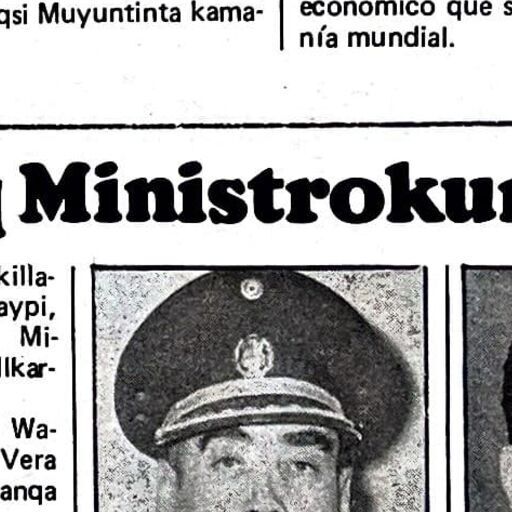 qsi Muyuntinta kama-
económico que s
nía mundial.
Ministrokun
killa-
aypi,
Mi-
llkar-
Wa-
Vera
anqa